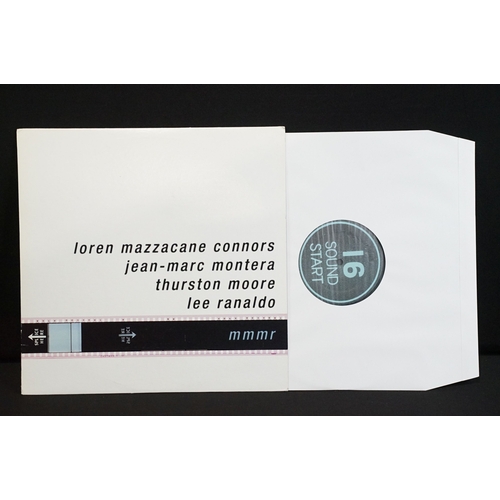 loren mazzacane connors
jean-marc montera
thurston moore
lee ranaldo
mmmr
16
SOUND
START